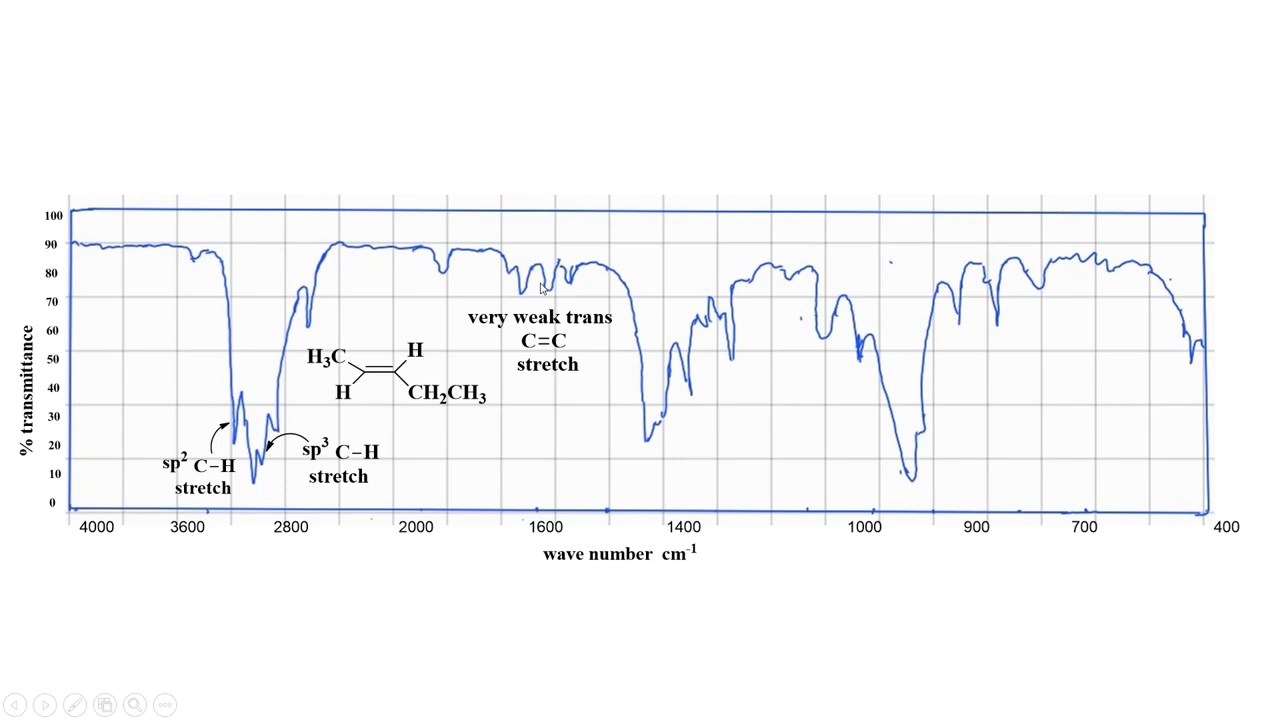 100
90
80
70
60
50
40
30
20
10
0
% transmittance
very weak trans
C=C
stretch
H₃C
H
H
CH₂CH₃
sp² C–H
stretch
sp³ C–H
stretch
4000 3600 2800 2000 1600 1400 1000 900 700 400
wave number cm⁻¹